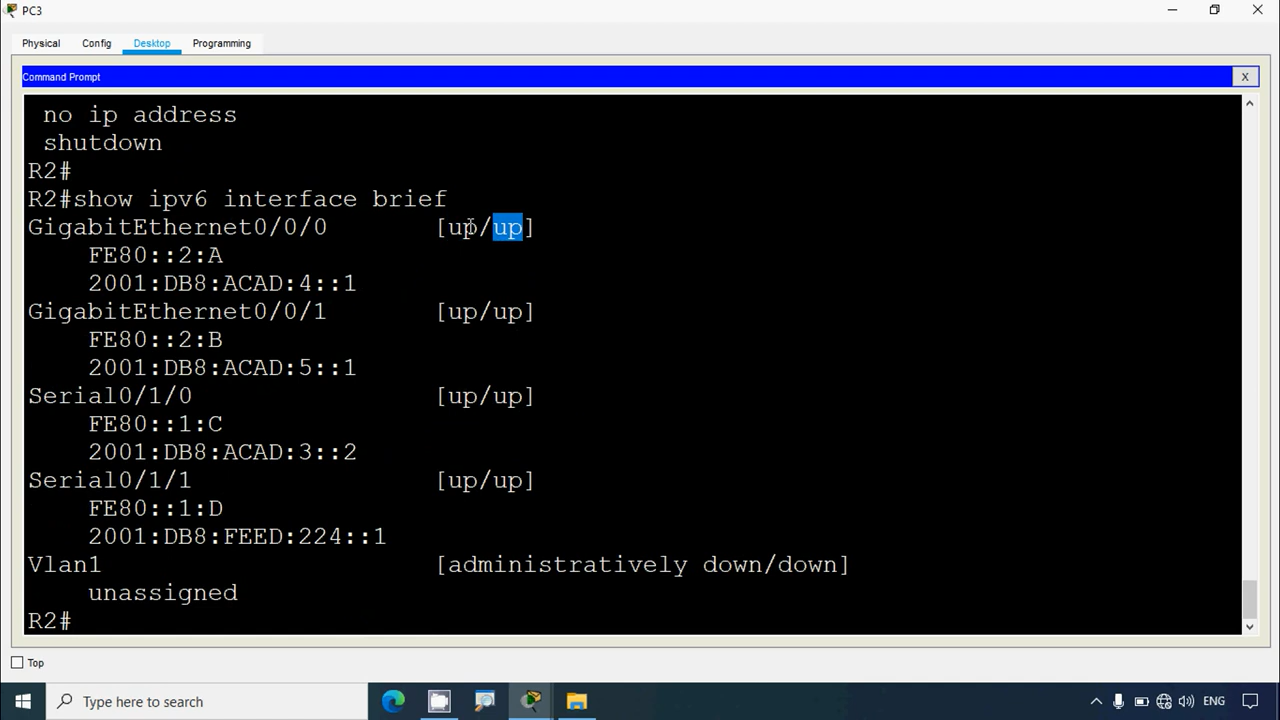 PC3
Physical Config Desktop Programming
Command Prompt X
no ip address
shutdown
R2#
R2#show ipv6 interface brief
GigabitEthernet0/0/0 [up/up]
FE80::2:A
2001:DB8:ACAD:4::1
GigabitEthernet0/0/1 [up/up]
FE80::2:B
2001:DB8:ACAD:5::1
Serial0/1/0 [up/up]
FE80::1:C
2001:DB8:ACAD:3::2
Serial0/1/1 [up/up]
FE80::1:D
2001:DB8:FEED:224::1
Vlan1 [administratively down/down]
unassigned
R2#
Top
Type here to search ENG